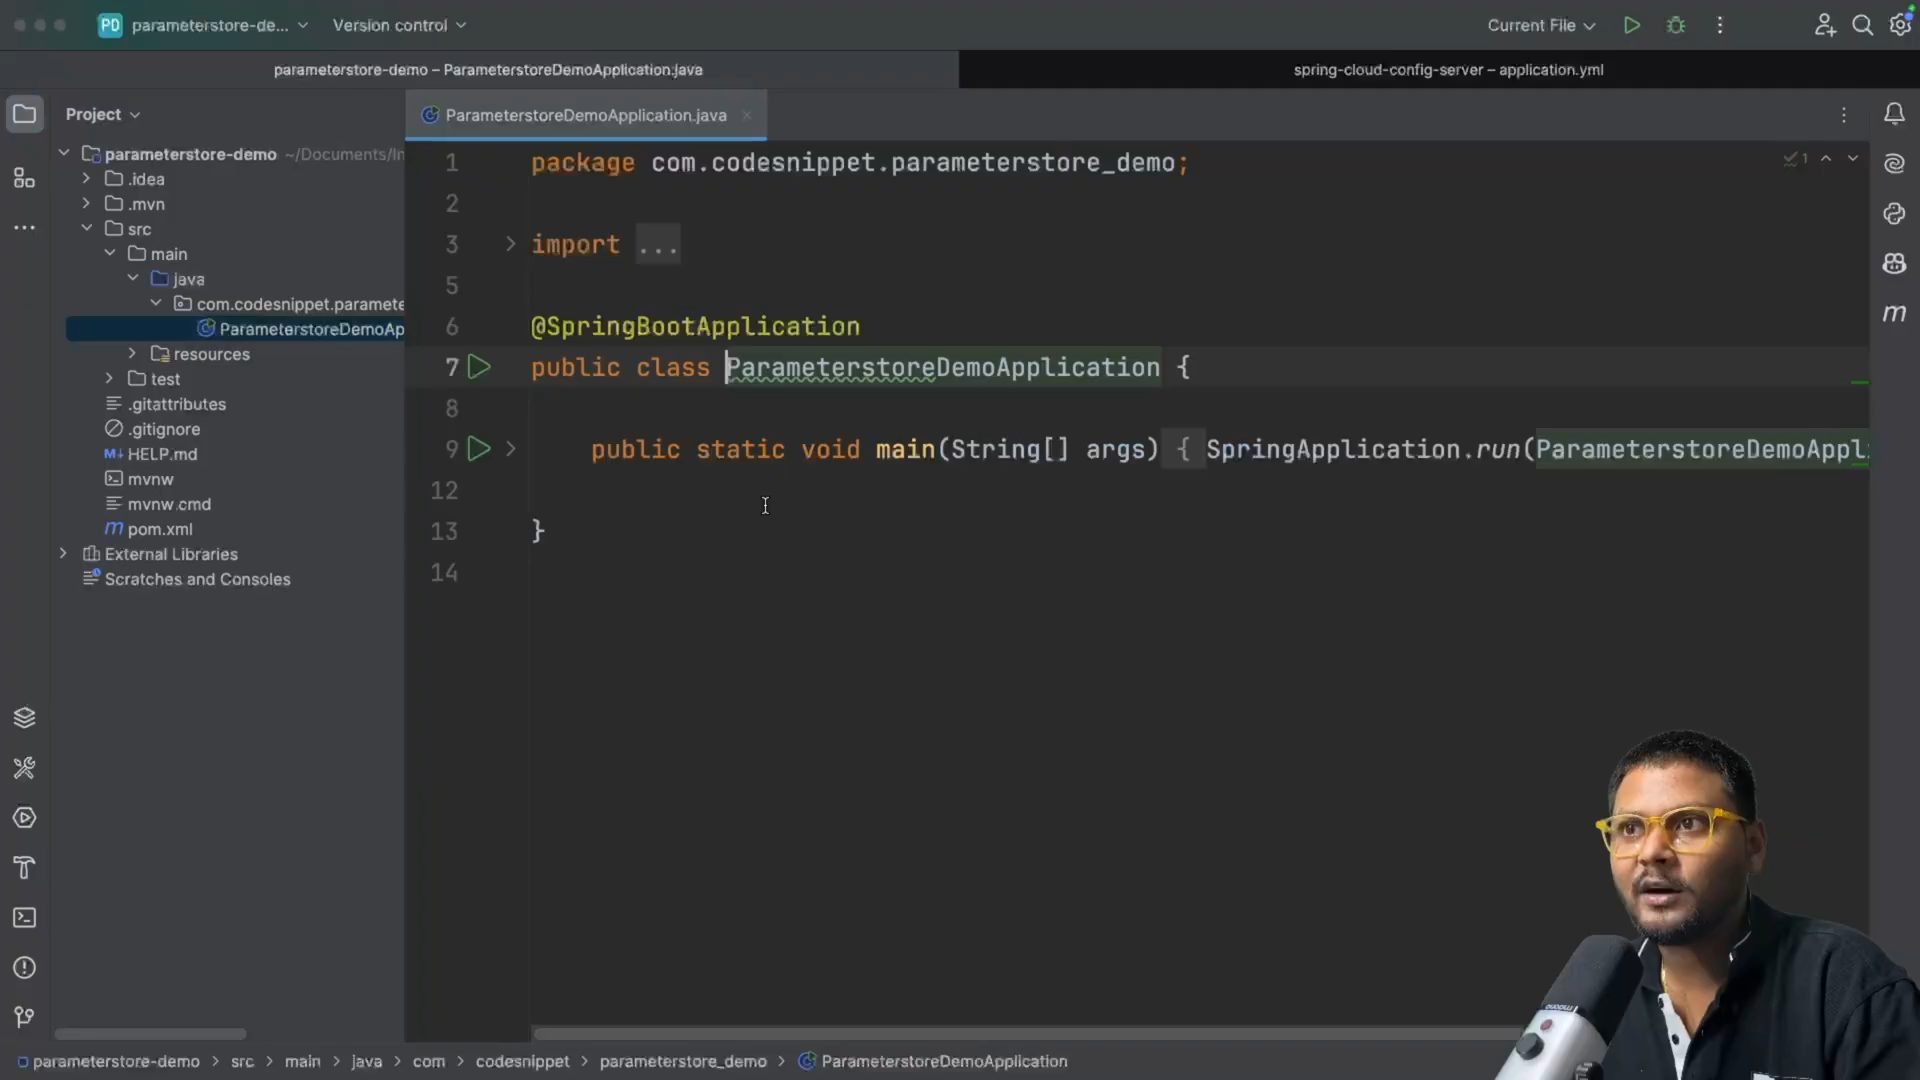 PD parameterstore-de... Version control Current File
parameterstore-demo – ParameterstoreDemoApplication.java spring-cloud-config-server – application.yml
Project
ParameterstoreDemoApplication.java
parameterstore-demo ~/Documents/In
.idea
.mvn
src
main
java
com.codesnippet.paramete
ParameterstoreDemoAp
resources
test
.gitattributes
.gitignore
M↓ HELP.md
mvnw
mvnw.cmd
m pom.xml
External Libraries
Scratches and Consoles
1 package com.codesnippet.parameterstore_demo;
2
3 import ...
5
6 @SpringBootApplication
7 public class ParameterstoreDemoApplication {
8
9 public static void main(String[] args) { SpringApplication.run(ParameterstoreDemoAppl
12
13 }
14
1
m
parameterstore-demo > src > main > java > com > codesnippet > parameterstore_demo > ParameterstoreDemoApplication